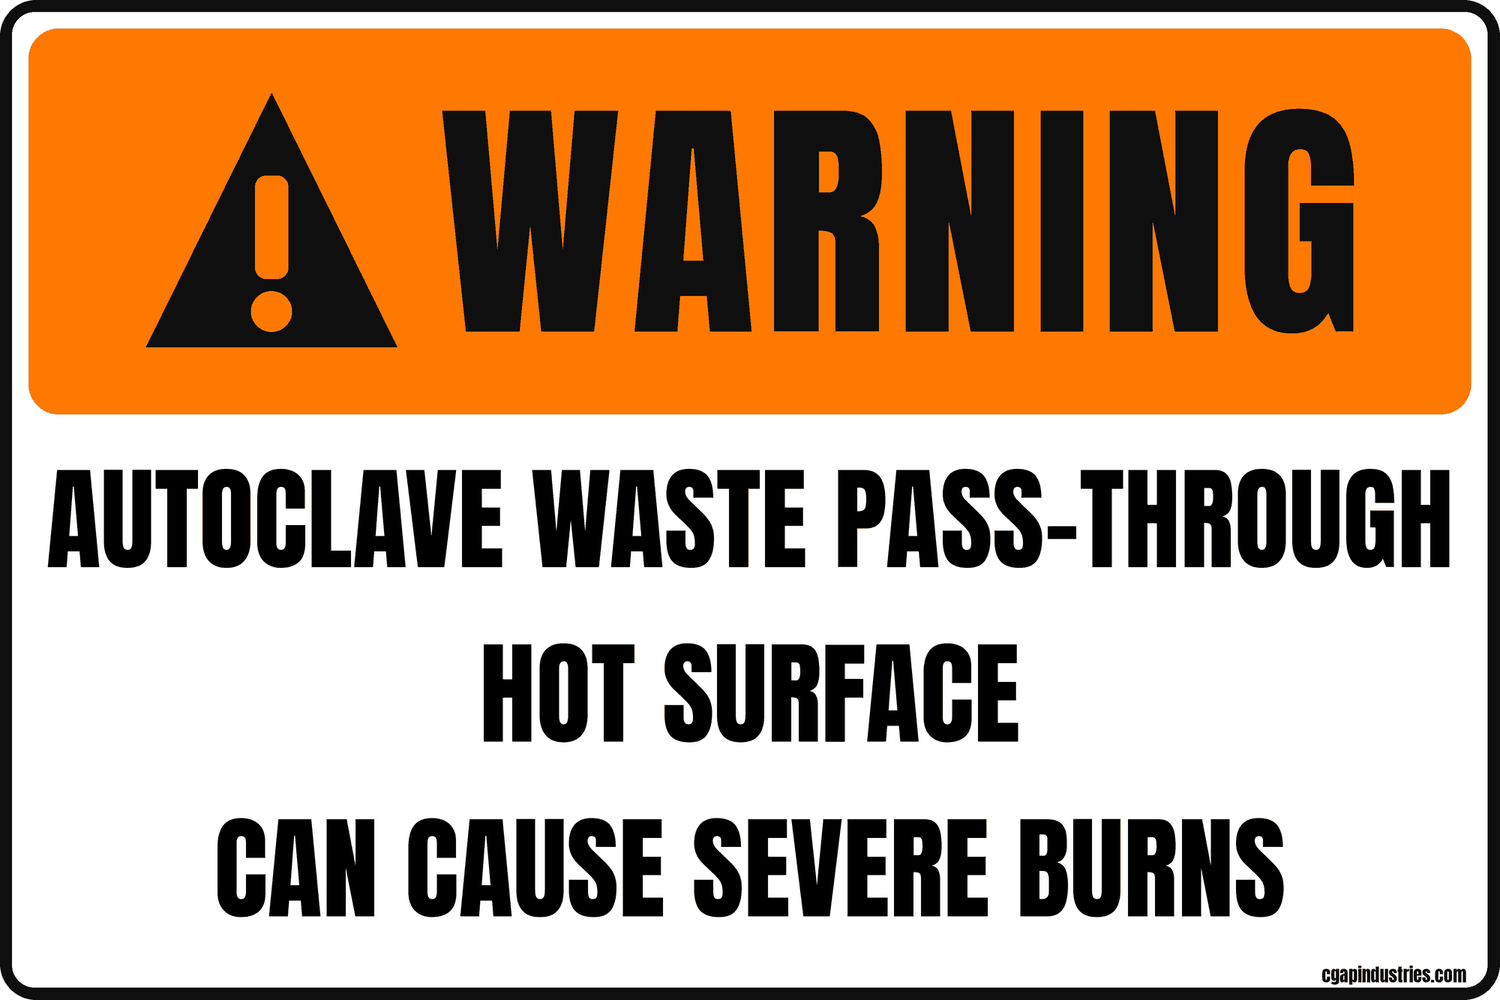 WARNING
AUTOCLAVE WASTE PASS-THROUGH
HOT SURFACE
CAN CAUSE SEVERE BURNS
cgapindustries.com